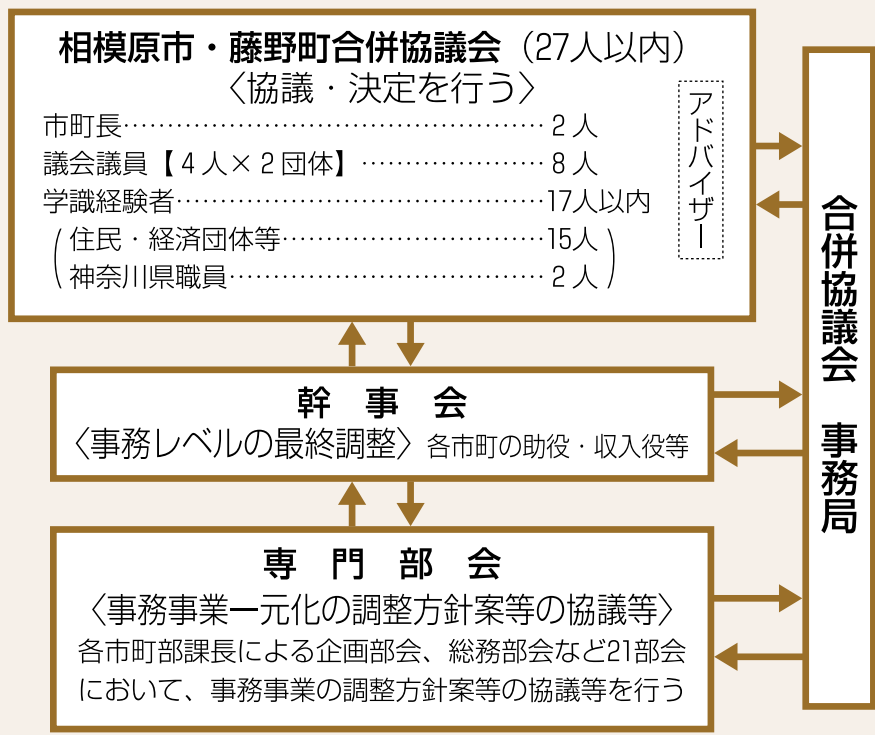 相模原市・藤野町合併協議会（27人以内）
〈協議・決定を行う〉
市町長……………………………………… 2 人
議会議員【 4 人× 2 団体】 ……………… 8 人
学識経験者…………………………………17人以内
（ 住民・経済団体等………………………15人
神奈川県職員…………………………… 2 人 ）
アドバイザー
幹　事　会
〈事務レベルの最終調整〉 各市町の助役・収入役等
専　門　部　会
〈事務事業一元化の調整方針案等の協議等〉
各市町部課長による企画部会、総務部会など21部会
において、事務事業の調整方針案等の協議等を行う
合併協議会　事務局